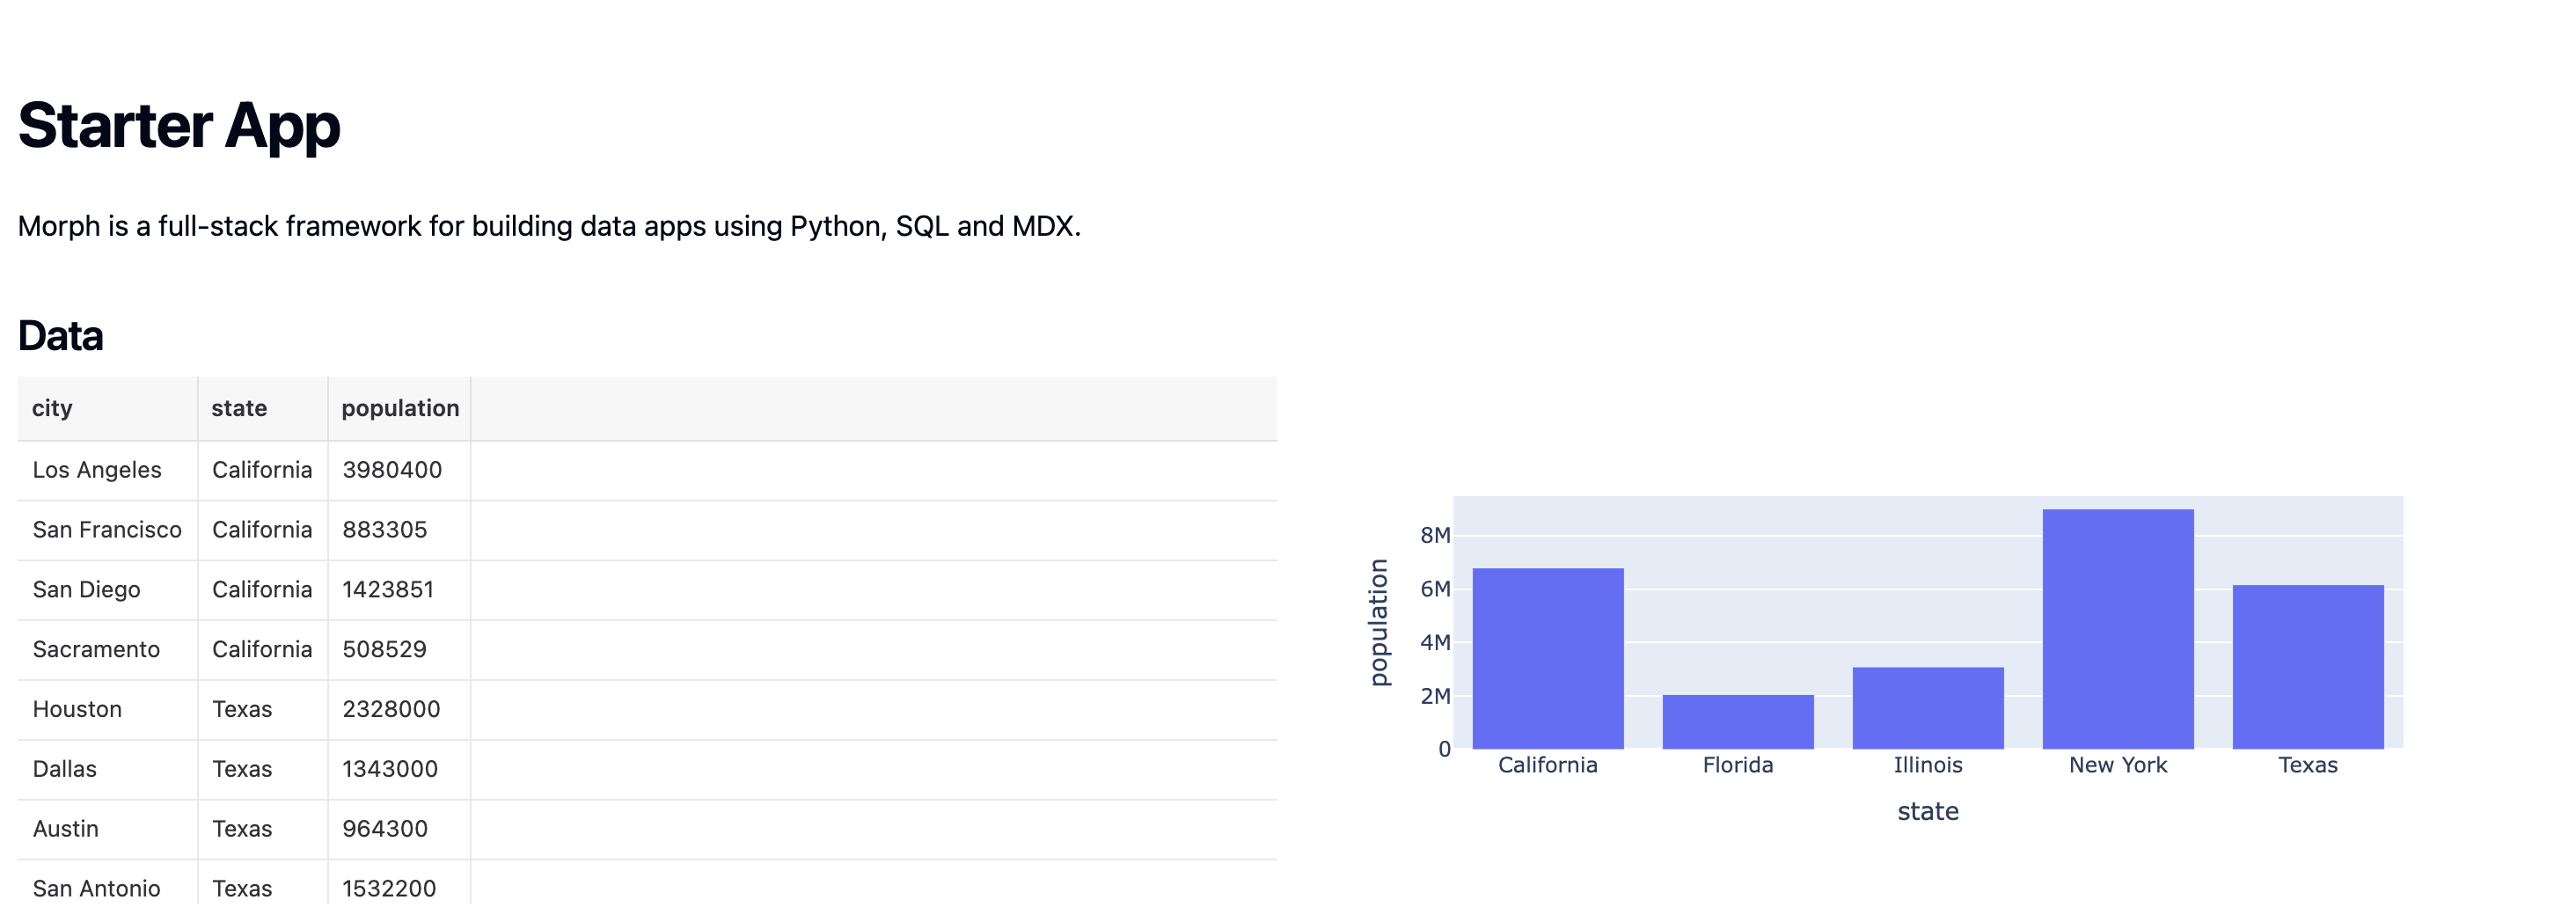 Starter App
Morph is a full-stack framework for building data apps using Python, SQL and MDX.
Data
city state population
Los Angeles California 3980400
San Francisco California 883305
San Diego California 1423851
Sacramento California 508529
Houston Texas 2328000
Dallas Texas 1343000
Austin Texas 964300
San Antonio Texas 1532200
population
8M
6M
4M
2M
0
California Florida Illinois New York Texas
state